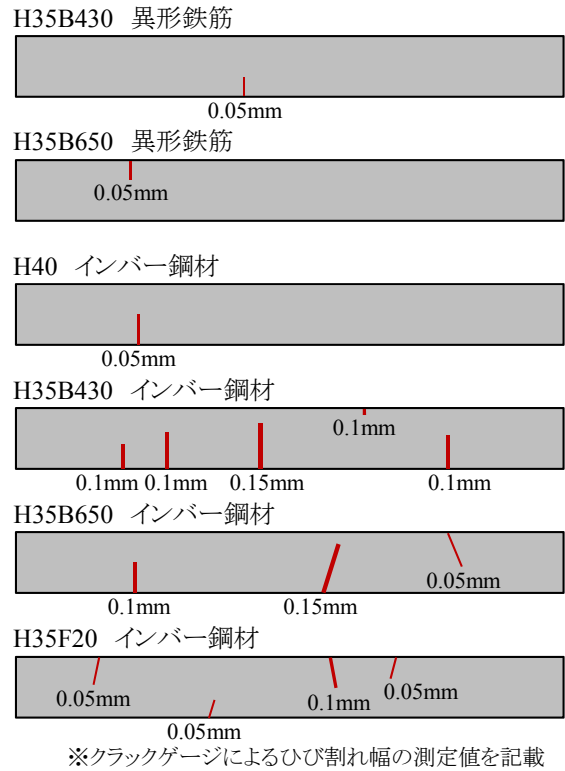 H35B430 異形鉄筋
0.05mm
H35B650 異形鉄筋
0.05mm
H40 インバー鋼材
0.05mm
H35B430 インバー鋼材
0.1mm
0.1mm 0.1mm 0.15mm 0.1mm
H35B650 インバー鋼材
0.05mm
0.1mm 0.15mm
H35F20 インバー鋼材
0.05mm 0.1mm 0.05mm
0.05mm
※クラックゲージによるひび割れ幅の測定値を記載